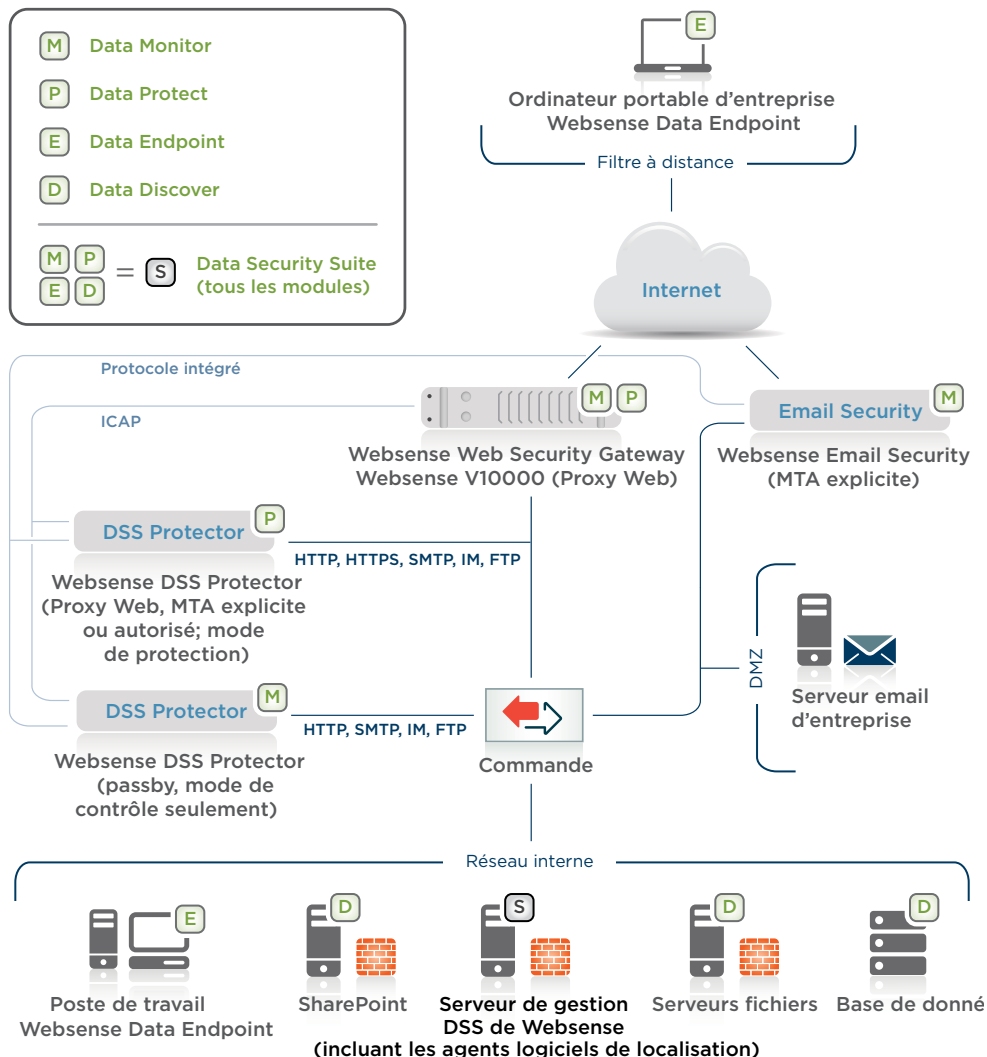 M Data Monitor
P Data Protect
E Data Endpoint
D Data Discover
M P
E D
= S
Data Security Suite
(tous les modules)
E
Ordinateur portable d'entreprise
Websense Data Endpoint
Filtre à distance
Internet
Protocole intégré
ICAP
M P
Websense Web Security Gateway
Websense V10000 (Proxy Web)
Email Security M
Websense Email Security
(MTA explicite)
DSS Protector P
HTTP, HTTPS, SMTP, IM, FTP
Websense DSS Protector
(Proxy Web, MTA explicite
ou autorisé; mode
de protection)
DMZ
Serveur email
d'entreprise
DSS Protector M
HTTP, SMTP, IM, FTP
Websense DSS Protector
(passby, mode de
contrôle seulement)
Commande
Réseau interne
E
Poste de travail
Websense Data Endpoint
D
SharePoint
S
Serveur de gestion
DSS de Websense
(incluant les agents logiciels de localisation)
D
Serveurs fichiers
D
Base de donné